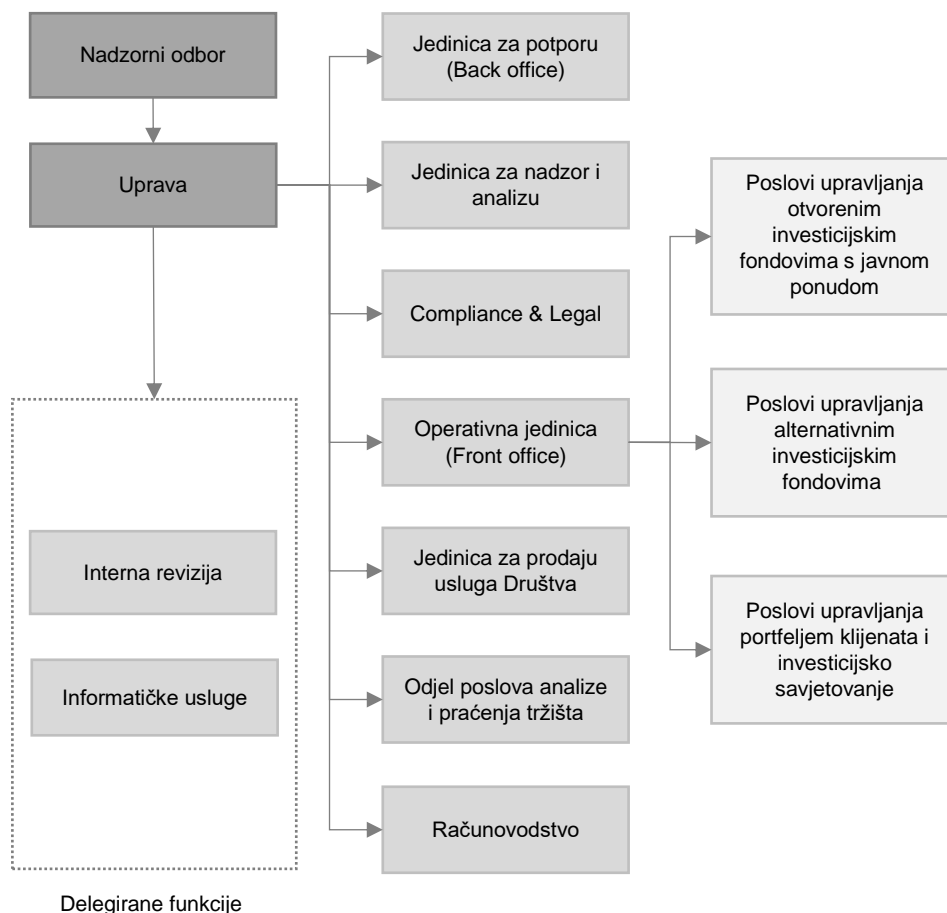 Nadzorni odbor
Uprava
Interna revizija
Informatičke usluge
Delegirane funkcije
Jedinica za potporu
(Back office)
Jedinica za nadzor i
analizu
Compliance & Legal
Operativna jedinica
(Front office)
Jedinica za prodaju
usluga Društva
Odjel poslova analize
i praćenja tržišta
Računovodstvo
Poslovi upravljanja
otvorenim
investicijskim
fondovima s javnom
ponudom
Poslovi upravljanja
alternativnim
investicijskim
fondovima
Poslovi upravljanja
portfeljem klijenata i
investicijsko
savjetovanje